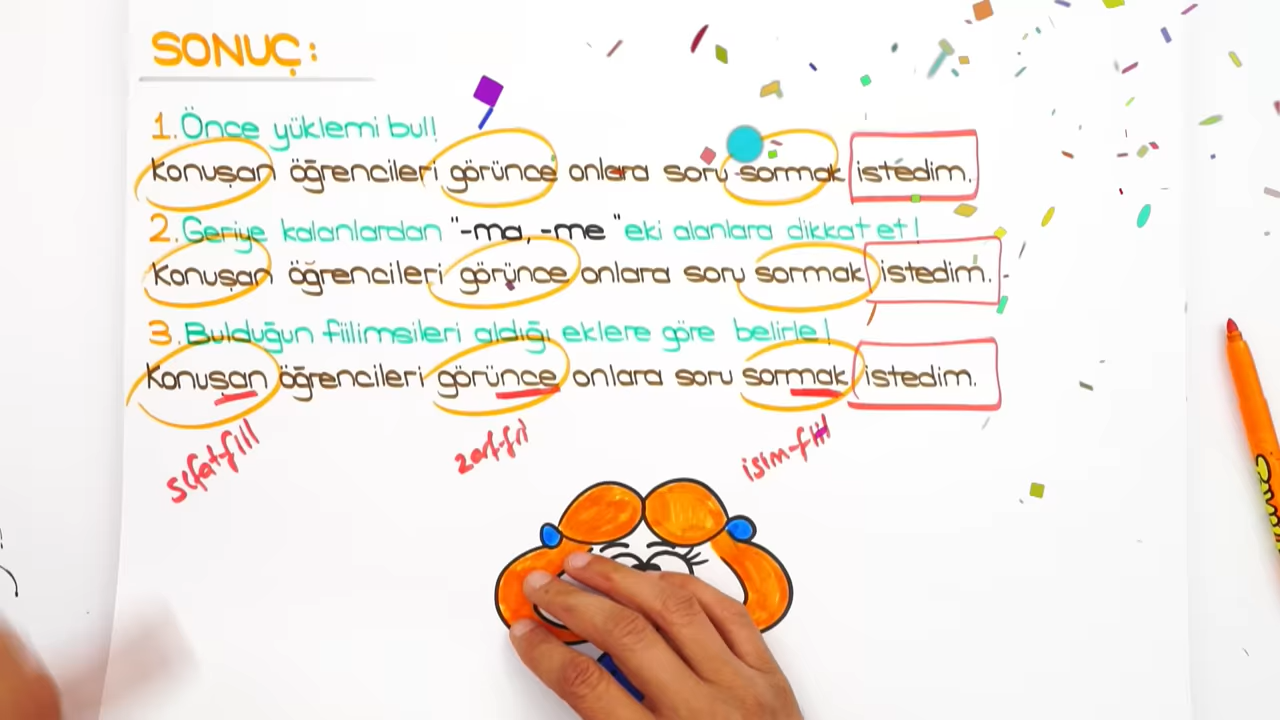 SONUÇ:
1. Önce yüklemi bul!
Konuşan öğrencileri görünce onlara soru sormak istedim.
2. Geriye kalanlardan "-ma, -me" eki alanlara dikkat et!
Konuşan öğrencileri görünce onlara soru sormak istedim.
3. Bulduğun fiilimsileri aldığı eklere göre belirle!
Konuşan öğrencileri görünce onlara soru sormak istedim.
sıfat-fiil zarf-fii isim-fiil